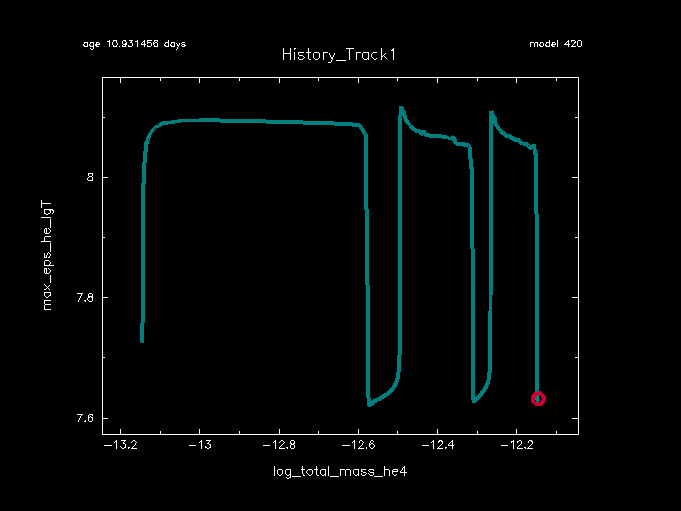 age 10.931456 days
model 420
History_Track1
8
7.8
7.6
max_eps_he_lgT
-13.2
-13
-12.8
-12.6
-12.4
-12.2
log_total_mass_he4